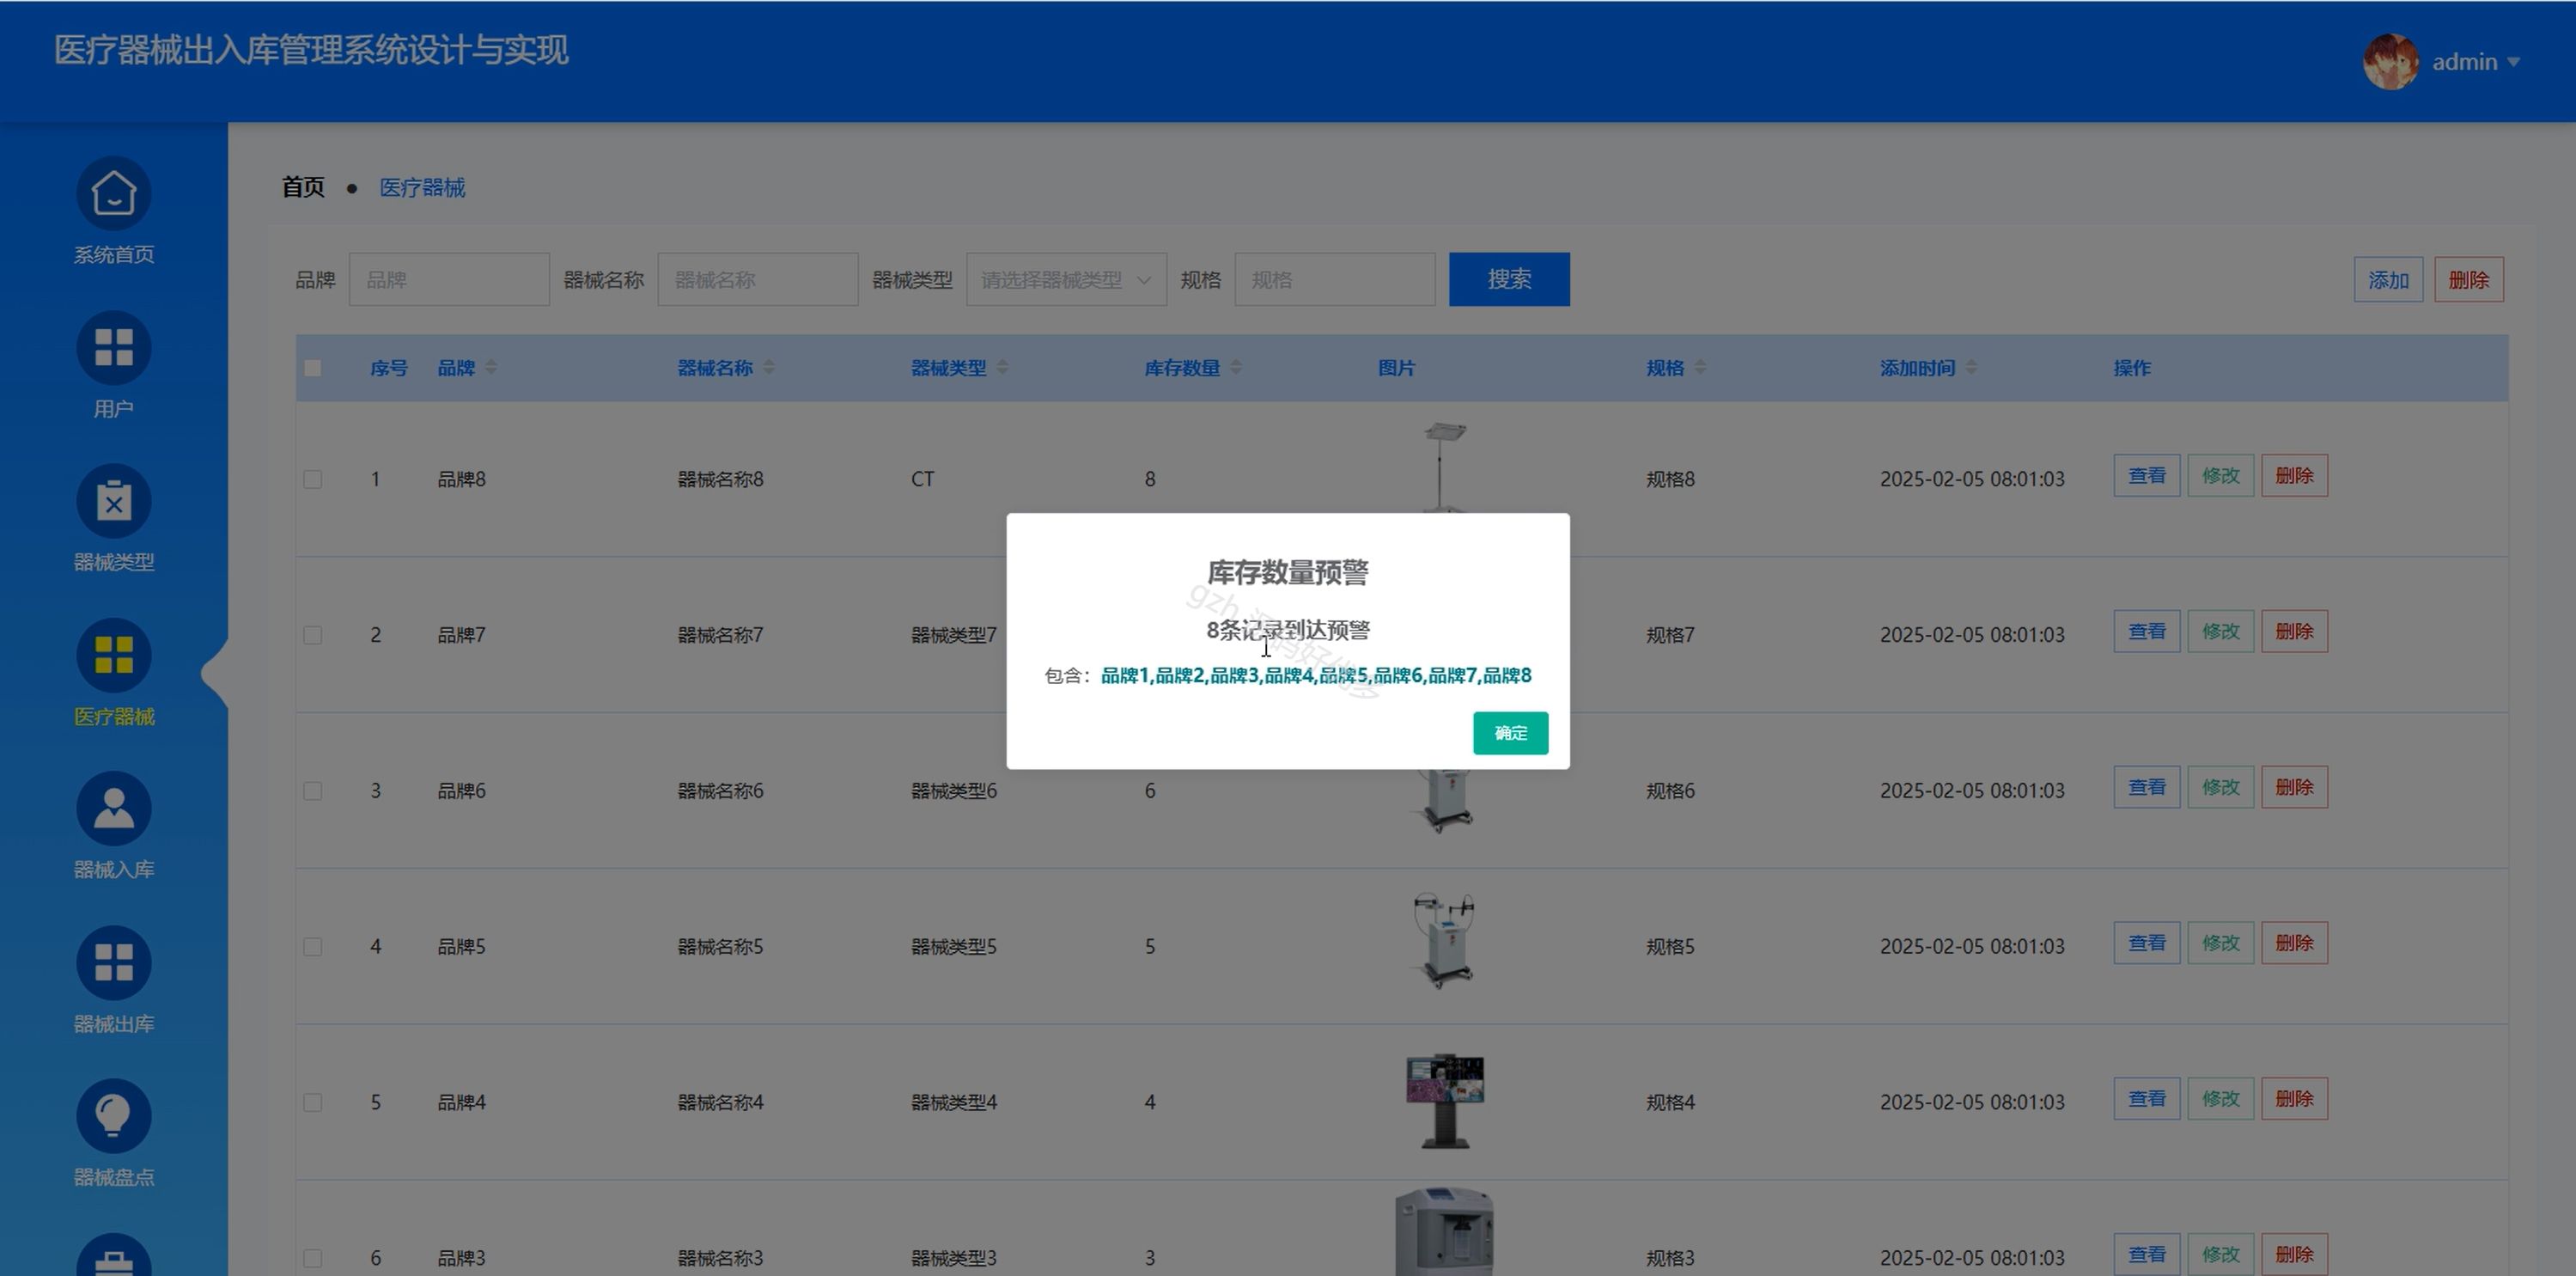 医疗器械出入库管理系统设计与实现
admin
系统首页
用户
器械类型
医疗器械
器械入库
器械出库
器械盘点
首页 ● 医疗器械
品牌 品牌 器械名称 器械名称 器械类型 请选择器械类型 规格 规格 搜索 添加 删除
序号 品牌 器械名称 器械类型 库存数量 图片 规格 添加时间 操作
1 品牌8 器械名称8 CT 8 规格8 2025-02-05 08:01:03 查看 修改 删除
2 品牌7 器械名称7 器械类型7 规格7 2025-02-05 08:01:03 查看 修改 删除
3 品牌6 器械名称6 器械类型6 6 规格6 2025-02-05 08:01:03 查看 修改 删除
4 品牌5 器械名称5 器械类型5 5 规格5 2025-02-05 08:01:03 查看 修改 删除
5 品牌4 器械名称4 器械类型4 4 规格4 2025-02-05 08:01:03 查看 修改 删除
6 品牌3 器械名称3 器械类型3 3 规格3 2025-02-05 08:01:03 查看 修改 删除
库存数量预警
8条记录到达预警
包含：品牌1,品牌2,品牌3,品牌4,品牌5,品牌6,品牌7,品牌8
确定